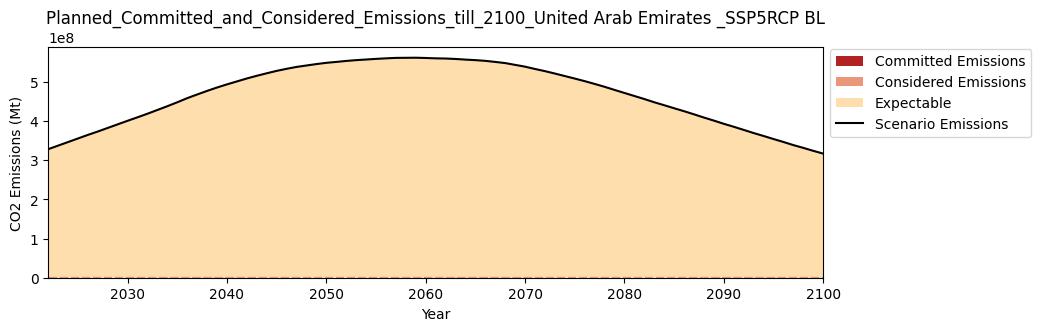 Planned_Committed_and_Considered_Emissions_till_2100_United Arab Emirates _SSP5RCP BL
1e8
5
4
3
2
1
0
CO2 Emissions (Mt)
2030 2040 2050 2060 2070 2080 2090 2100
Year
Committed Emissions
Considered Emissions
Expectable
Scenario Emissions